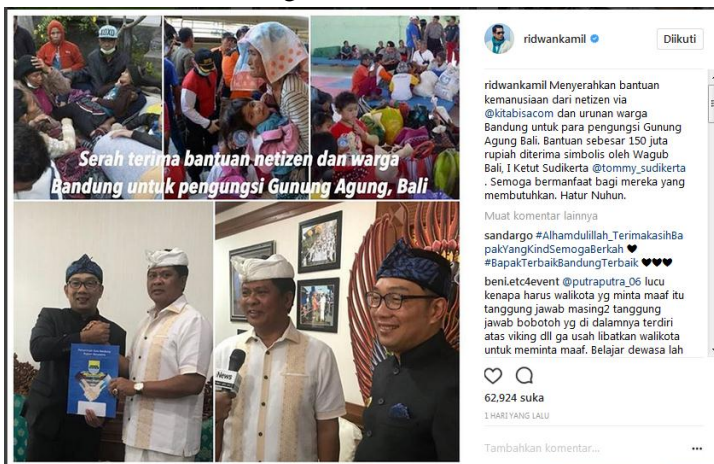 Serah terima bantuan netizen dan warga
Bandung untuk pengungsi Gunung Agung, Bali
News
ridwankamil
Diikuti
ridwankamil Menyerahkan bantuan
kemanusiaan dari netizen via
@kitabisacom dan urunan warga
Bandung untuk para pengungsi Gunung
Agung Bali. Bantuan sebesar 150 juta
rupiah diterima simbolis oleh Wagub
Bali, I Ketut Sudikerta @tommy_sudikerta
. Semoga bermanfaat bagi mereka yang
membutuhkan. Hatur Nuhun.
Muat komentar lainnya
sandargo #Alhamdulillah_TerimakasihBa
pakYangKindSemogaBerkah ♥
#BapakTerbaikBandungTerbaik ♥♥♥
beni.etc4event @putraputra_06 lucu
kenapa harus walikota yg minta maaf itu
tanggung jawab masing2 tanggung
jawab bobotoh yg di dalamnya terdiri
atas viking dll ga usah libatkan walikota
untuk meminta maaf. Belajar dewasa lah
62,924 suka
1 HARI YANG LALU
Tambahkan komentar...